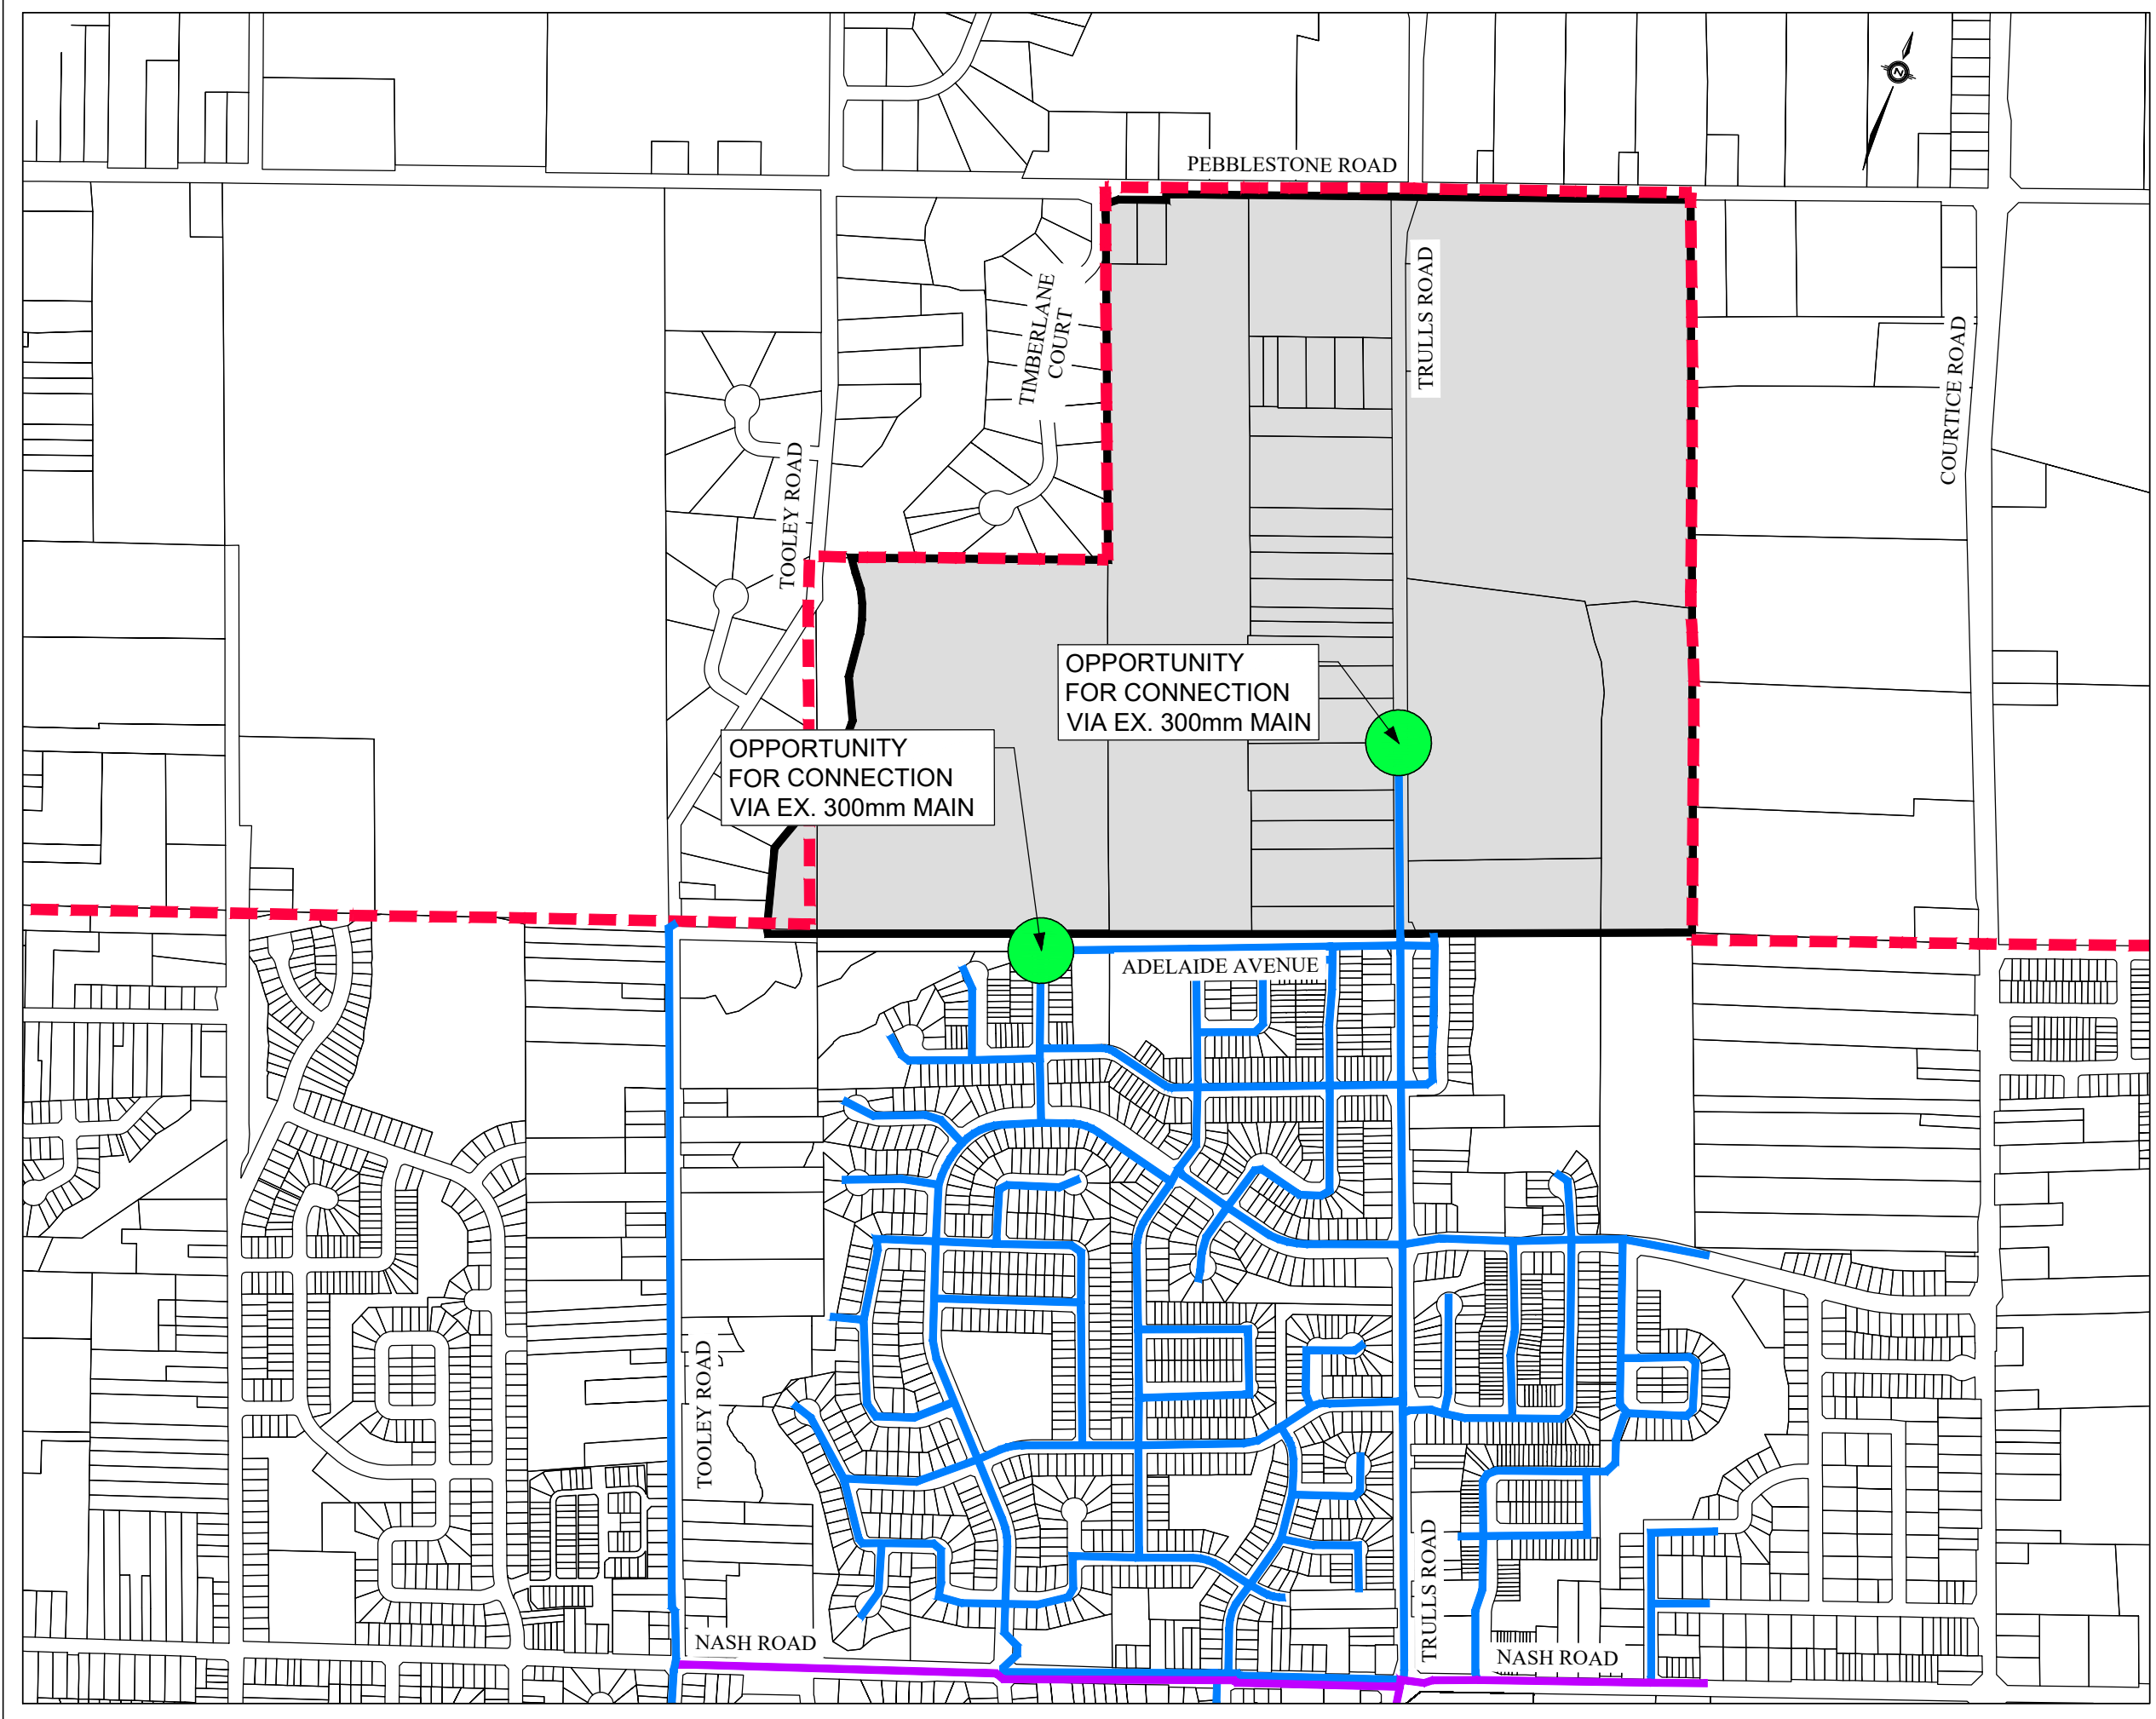 N
PEBBLESTONE ROAD
TRULLS ROAD
TIMBERLANE
COURT
COURTICE ROAD
TOOLEY ROAD
OPPORTUNITY
FOR CONNECTION
VIA EX. 300mm MAIN
OPPORTUNITY
FOR CONNECTION
VIA EX. 300mm MAIN
ADELAIDE AVENUE
TOOLEY ROAD
TRULLS ROAD
NASH ROAD
NASH ROAD